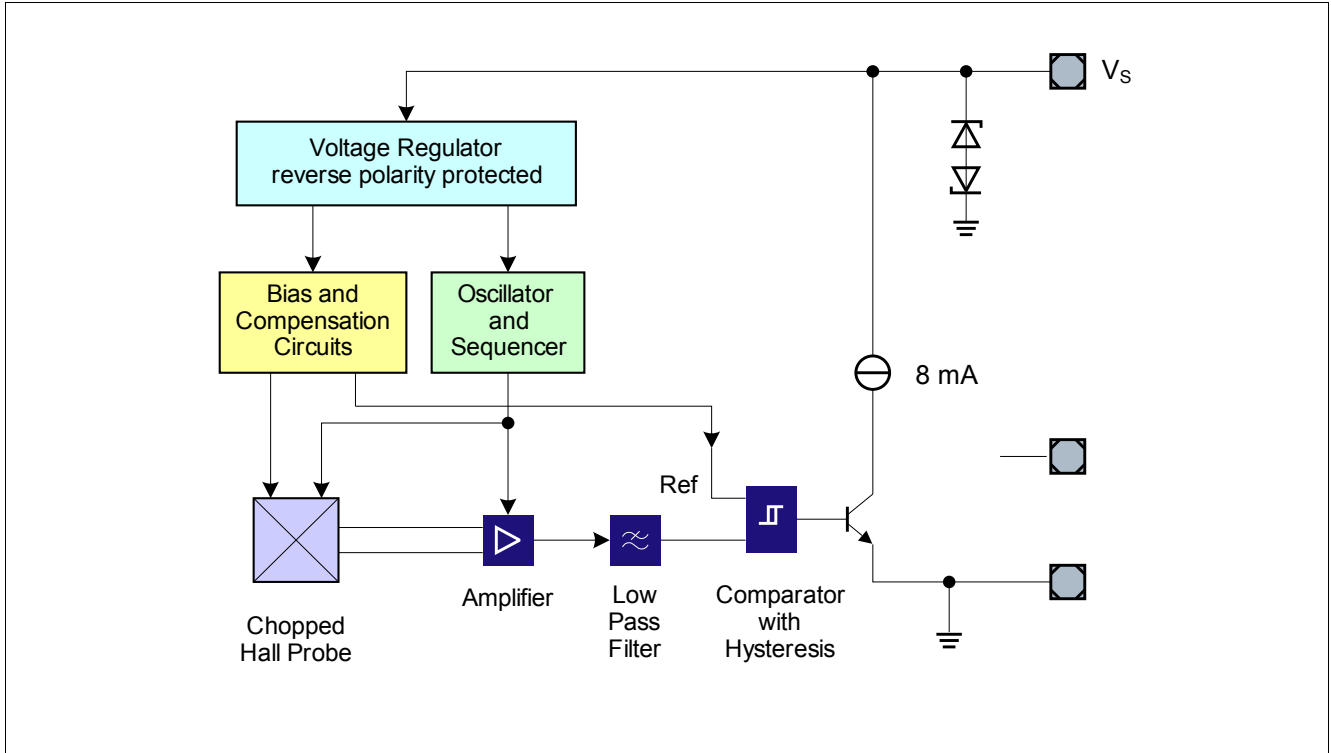 V_S
Voltage Regulator
reverse polarity protected
Bias and
Compensation
Circuits
Oscillator
and
Sequencer
8 mA
Ref
Amplifier
Low
Pass
Filter
Comparator
with
Hysteresis
Chopped
Hall Probe